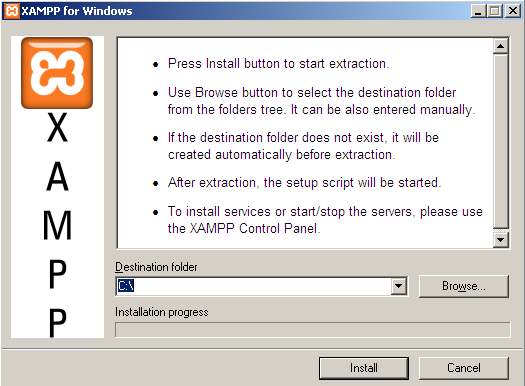 XAMPP for Windows
X
A
M
P
P
• Press Install button to start extraction.
• Use Browse button to select the destination folder
from the folders tree. It can be also entered manually.
• If the destination folder does not exist, it will be
created automatically before extraction.
• After extraction, the setup script will be started.
• To install services or start/stop the servers, please use
the XAMPP Control Panel.
Destination folder
C:\
Browse...
Installation progress
Install
Cancel